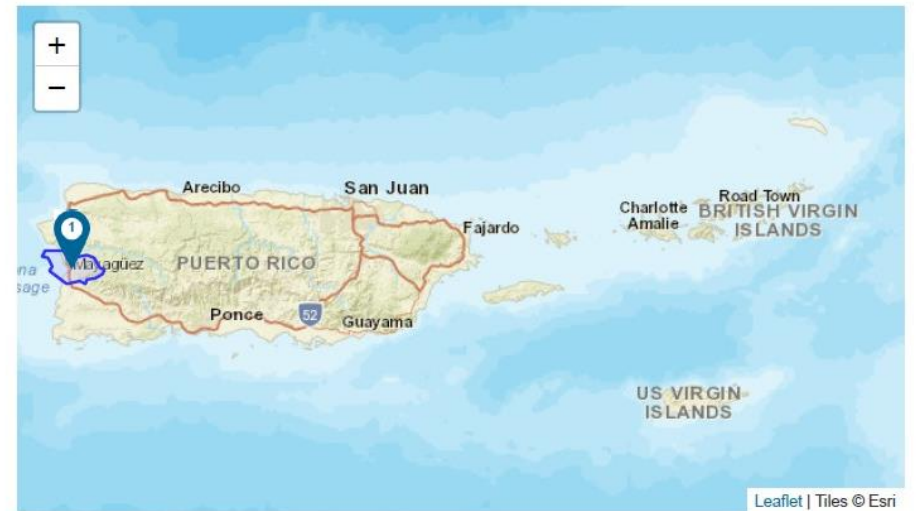 +
−
Arecibo
San Juan
Fajardo
Charlotte
Amalie
Road Town
BRITISH VIRGIN
ISLANDS
1
Mayagüez
PUERTO RICO
Ponce
52
Guayama
US VIRGIN
ISLANDS
Leaflet | Tiles © Esri